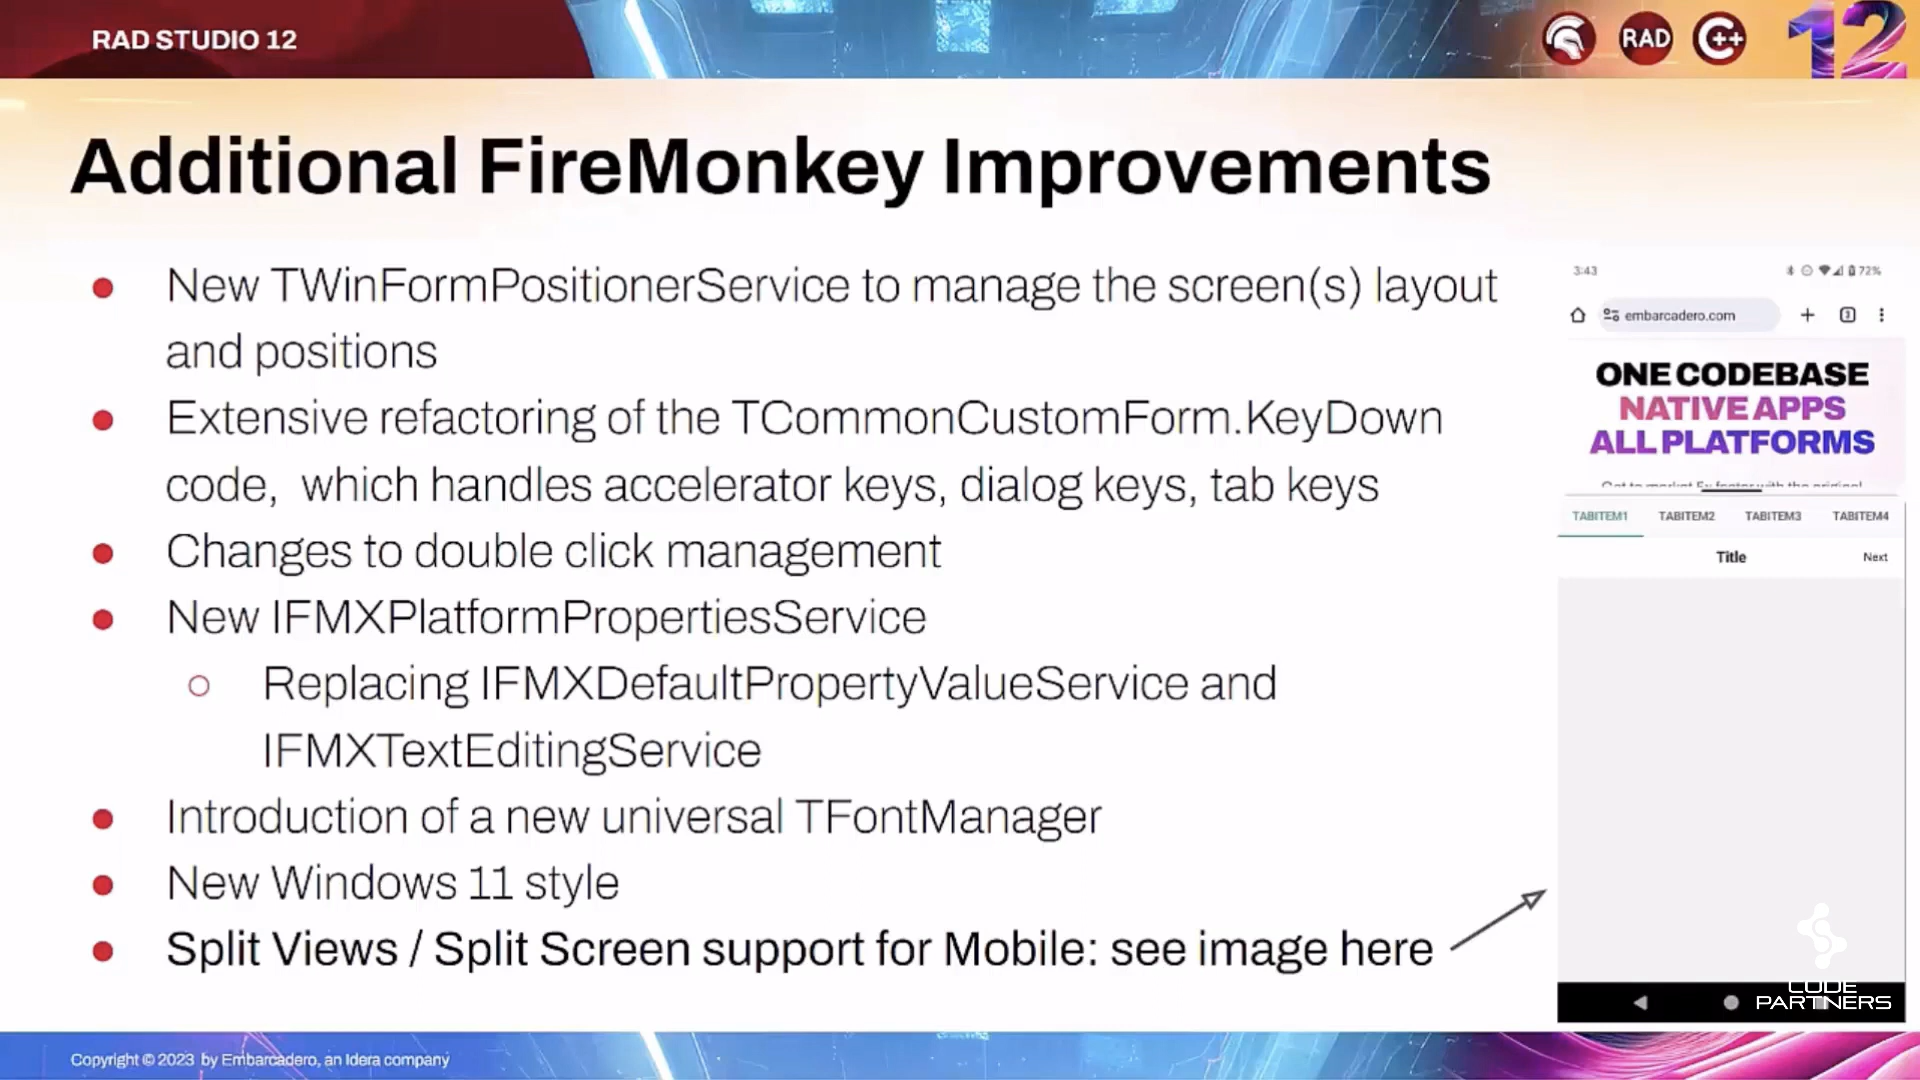 RAD STUDIO 12
RAD
C++
12
Additional FireMonkey Improvements
New TWinFormPositionerService to manage the screen(s) layout
and positions
Extensive refactoring of the TCommonCustomForm.KeyDown
code, which handles accelerator keys, dialog keys, tab keys
Changes to double click management
New IFMXPlatformPropertiesService
Replacing IFMXDefaultPropertyValueService and
IFMXTextEditingService
Introduction of a new universal TFontManager
New Windows 11 style
Split Views / Split Screen support for Mobile: see image here
3:43
72%
embarcadero.com
3
ONE CODEBASE
NATIVE APPS
ALL PLATFORMS
TABITEM1 TABITEM2 TABITEM3 TABITEM4
Title Next
CODE
PARTNERS
Copyright © 2023 by Embarcadero, an Idera company